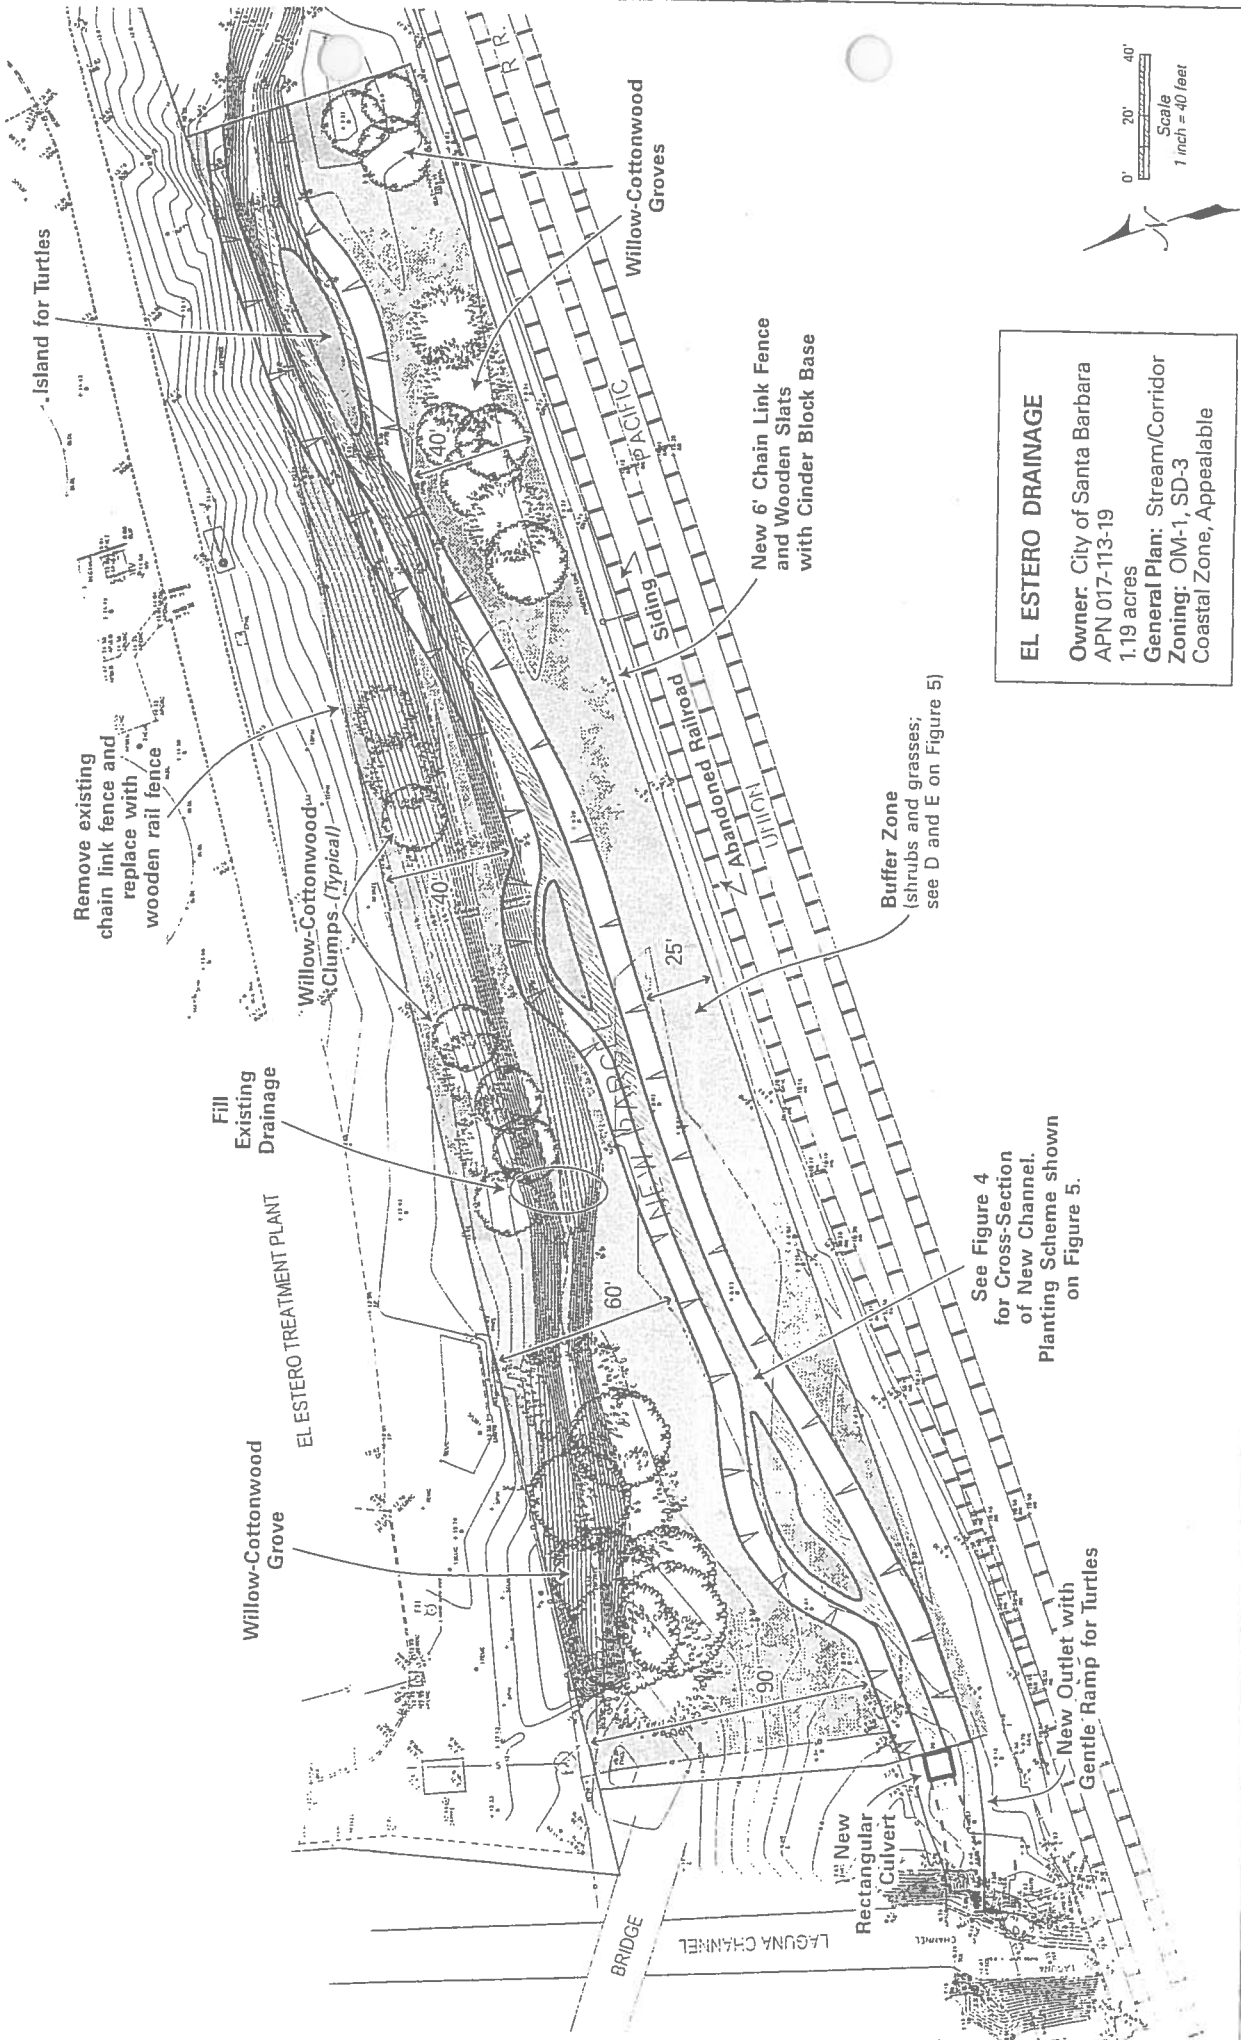 Island for Turtles
Remove existing
chain link fence and
replace with
wooden rail fence
Willow-Cottonwood
Clumps (Typical)
Fill
Existing
Drainage
EL ESTERO TREATMENT PLANT
Willow-Cottonwood
Grove
R. R.
Willow-Cottonwood
Groves
40'
PACIFIC
New 6' Chain Link Fence
and Wooden Slats
with Cinder Block Base
Siding
Abandoned Railroad
UNION
40'
25'
Buffer Zone
(shrubs and grasses;
see D and E on Figure 5)
NEW PARCEL
60'
See Figure 4
for Cross-Section
of New Channel.
Planting Scheme shown
on Figure 5.
90'
New Outlet with
Gentle Ramp for Turtles
New
Rectangular
Culvert
BRIDGE
LAGUNA CHANNEL
CHANNEL
LAGUNA
0' 20' 40'
Scale
1 inch = 40 feet
EL ESTERO DRAINAGE
Owner: City of Santa Barbara
APN 017-113-19
1.19 acres
General Plan: Stream/Corridor
Zoning: OM-1, SD-3
Coastal Zone, Appealable